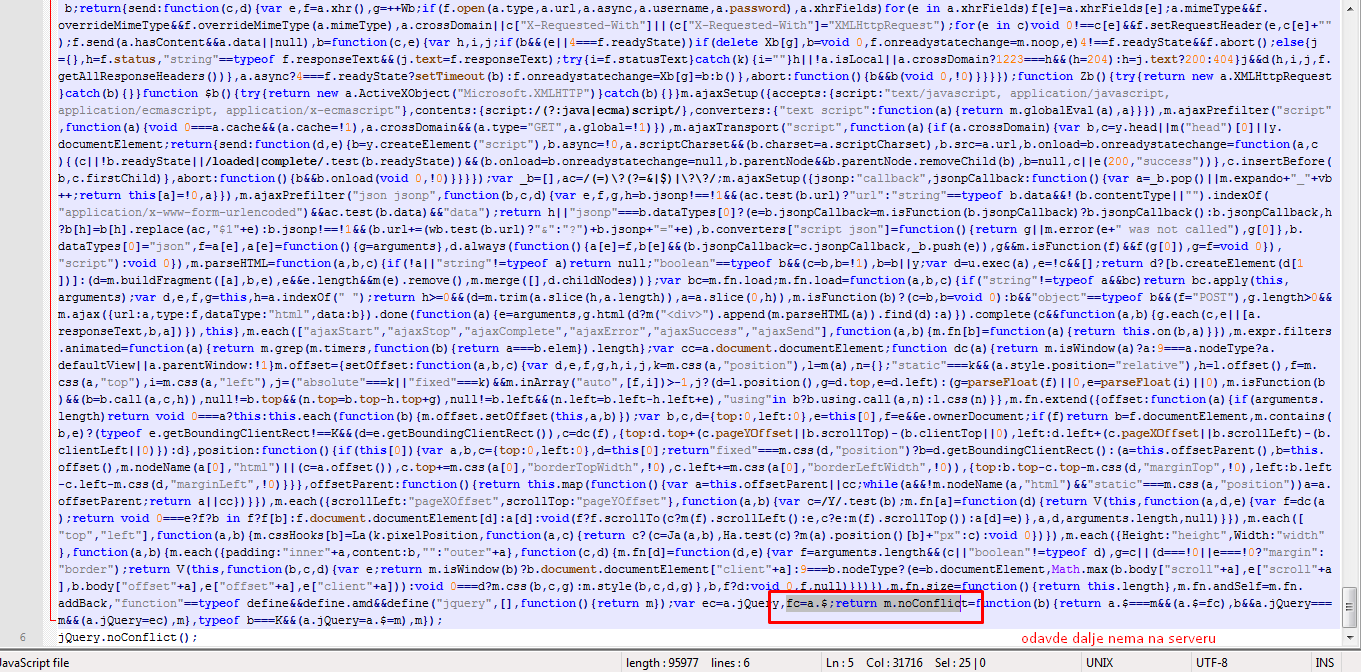 b;return{send:function(c,d){var e,f=a.xhr(),g=++Wb;if(f.open(a.type,a.url,a.async,a.username,a.password),a.xhrFields)for(e in a.xhrFields)f[e]=a.xhrFields[e];a.mimeType&&f.
overrideMimeType&&f.overrideMimeType(a.mimeType),a.crossDomain||c["X-Requested-With"]||(c["X-Requested-With"]="XMLHttpRequest");for(e in c)void 0!==c[e]&&f.setRequestHeader(e,c[e]+""
);f.send(a.hasContent&&a.data||null),b=function(c,e){var h,i,j;if(b&&(e||4===f.readyState))if(delete Xb[g],b=void 0,f.onreadystatechange=m.noop,e)4!==f.readyState&&f.abort();else{j
={},h=f.status,"string"==typeof f.responseText&&(j.text=f.responseText);try{i=f.statusText}catch(k){i=""}h||!a.isLocal||a.crossDomain?1223===h&&(h=204):h=j.text?200:404}j&&d(h,i,j,f.
getAllResponseHeaders())},a.async?4===f.readyState?setTimeout(b):f.onreadystatechange=Xb[g]=b:b()},abort:function(){b&&b(void 0,!0)}}}});function Zb(){try{return new a.XMLHttpRequest
}catch(b){}}function $b(){try{return new a.ActiveXObject("Microsoft.XMLHTTP")}catch(b){}}m.ajaxSetup({accepts:{script:"text/javascript, application/javascript,
application/ecmascript, application/x-ecmascript"},contents:{script:/(?:java|ecma)script/},converters:{"text script":function(a){return m.globalEval(a),a}}}),m.ajaxPrefilter("script"
,function(a){void 0===a.cache&&(a.cache=!1),a.crossDomain&&(a.type="GET",a.global=!1)}),m.ajaxTransport("script",function(a){if(a.crossDomain){var b,c=y.head||m("head")[0]||y.
documentElement;return{send:function(d,e){b=y.createElement("script"),b.async=!0,a.scriptCharset&&(b.charset=a.scriptCharset),b.src=a.url,b.onload=b.onreadystatechange=function(a,c
){(c||!b.readyState||/loaded|complete/.test(b.readyState))&&(b.onload=b.onreadystatechange=null,b.parentNode&&b.parentNode.removeChild(b),b=null,c||e(200,"success"))},c.insertBefore(
b,c.firstChild)},abort:function(){b&&b.onload(void 0,!0)}}}});var _b=[],ac=/(=)\?(?=&|$)|\?\?/;m.ajaxSetup({jsonp:"callback",jsonpCallback:function(){var a=_b.pop()||m.expando+"_"+vb
++;return this[a]=!0,a}}),m.ajaxPrefilter("json jsonp",function(b,c,d){var e,f,g,h=b.jsonp!==!1&&(ac.test(b.url)?"url":"string"==typeof b.data&&!(b.contentType||"").indexOf(
"application/x-www-form-urlencoded")&&ac.test(b.data)&&"data");return h||"jsonp"===b.dataTypes[0]?(e=b.jsonpCallback=m.isFunction(b.jsonpCallback)?b.jsonpCallback():b.jsonpCallback,h
?b[h]=b[h].replace(ac,"$1"+e):b.jsonp!==!1&&(b.url+=(wb.test(b.url)?"&":"?")+b.jsonp+"="+e),b.converters["script json"]=function(){return g||m.error(e+" was not called"),g[0]},b.
dataTypes[0]="json",f=a[e],a[e]=function(){g=arguments},d.always(function(){a[e]=f,b[e]&&(b.jsonpCallback=c.jsonpCallback,_b.push(e)),g&&m.isFunction(f)&&f(g[0]),g=f=void 0}),
"script"):void 0}),m.parseHTML=function(a,b,c){if(!a||"string"!=typeof a)return null;"boolean"==typeof b&&(c=b,b=!1),b=b||y;var d=u.exec(a),e=!c&&[];return d?[b.createElement(d[1
])]:(d=m.buildFragment([a],b,e),e&&e.length&&m(e).remove(),m.merge([],d.childNodes))};var bc=m.fn.load;m.fn.load=function(a,b,c){if("string"!=typeof a&&bc)return bc.apply(this,
arguments);var d,e,f,g=this,h=a.indexOf(" ");return h>=0&&(d=m.trim(a.slice(h,a.length)),a=a.slice(0,h)),m.isFunction(b)?(c=b,b=void 0):b&&"object"==typeof b&&(f="POST"),g.length>0&&
m.ajax({url:a,type:f,dataType:"html",data:b}).done(function(a){e=arguments,g.html(d?m("<div>").append(m.parseHTML(a)).find(d):a)}).complete(c&&function(a,b){g.each(c,e||[a.
responseText,b,a])}),this},m.each(["ajaxStart","ajaxStop","ajaxComplete","ajaxError","ajaxSuccess","ajaxSend"],function(a,b){m.fn[b]=function(a){return this.on(b,a)}}),m.expr.filters
.animated=function(a){return m.grep(m.timers,function(b){return a===b.elem}).length};var cc=a.document.documentElement;function dc(a){return m.isWindow(a)?a:9===a.nodeType?a.
defaultView||a.parentWindow:!1}m.offset={setOffset:function(a,b,c){var d,e,f,g,h,i,j,k=m.css(a,"position"),l=m(a),n={};"static"===k&&(a.style.position="relative"),h=l.offset(),f=m.
css(a,"top"),i=m.css(a,"left"),j=("absolute"===k||"fixed"===k)&&m.inArray("auto",[f,i])>-1,j?(d=l.position(),g=d.top,e=d.left):(g=parseFloat(f)||0,e=parseFloat(i)||0),m.isFunction(b
)&&(b=b.call(a,c,h)),null!=b.top&&(n.top=b.top-h.top+g),null!=b.left&&(n.left=b.left-h.left+e),"using"in b?b.using.call(a,n):l.css(n)}},m.fn.extend({offset:function(a){if(arguments.
length)return void 0===a?this:this.each(function(b){m.offset.setOffset(this,a,b)});var b,c,d={top:0,left:0},e=this[0],f=e&&e.ownerDocument;if(f)return b=f.documentElement,m.contains(
b,e)?(typeof e.getBoundingClientRect!==K&&(d=e.getBoundingClientRect()),c=dc(f),{top:d.top+(c.pageYOffset||b.scrollTop)-(b.clientTop||0),left:d.left+(c.pageXOffset||b.scrollLeft)-(b.
clientLeft||0)}):d},position:function(){if(this[0]){var a,b,c={top:0,left:0},d=this[0];return"fixed"===m.css(d,"position")?b=d.getBoundingClientRect():(a=this.offsetParent(),b=this.
offset(),m.nodeName(a[0],"html")||(c=a.offset()),c.top+=m.css(a[0],"borderTopWidth",!0),c.left+=m.css(a[0],"borderLeftWidth",!0)),{top:b.top-c.top-m.css(d,"marginTop",!0),left:b.left
-c.left-m.css(d,"marginLeft",!0)}}},offsetParent:function(){return this.map(function(){var a=this.offsetParent||cc;while(a&&!m.nodeName(a,"html")&&"static"===m.css(a,"position"))a=a.
offsetParent;return a||cc})}}),m.each({scrollLeft:"pageXOffset",scrollTop:"pageYOffset"},function(a,b){var c=/Y/.test(b);m.fn[a]=function(d){return V(this,function(a,d,e){var f=dc(a
);return void 0===e?f?b in f?f[b]:f.document.documentElement[d]:a[d]:void(f?f.scrollTo(c?m(f).scrollLeft():e,c?e:m(f).scrollTop()):a[d]=e)},a,d,arguments.length,null)}}),m.each([
"top","left"],function(a,b){m.cssHooks[b]=La(k.pixelPosition,function(a,c){return c?(c=Ja(a,b),Ha.test(c)?m(a).position()[b]+"px":c):void 0})}),m.each({Height:"height",Width:"width"
},function(a,b){m.each({padding:"inner"+a,content:b,"":"outer"+a},function(c,d){m.fn[d]=function(d,e){var f=arguments.length&&(c||"boolean"!=typeof d),g=c||(d===!0||e===!0?"margin":
"border");return V(this,function(b,c,d){var e;return m.isWindow(b)?b.document.documentElement["client"+a]:9===b.nodeType?(e=b.documentElement,Math.max(b.body["scroll"+a],e["scroll"+a
],b.body["offset"+a],e["offset"+a],e["client"+a])):void 0===d?m.css(b,c,g):m.style(b,c,d,g)},b,f?d:void 0,f,null)}})}),m.fn.size=function(){return this.length},m.fn.andSelf=m.fn.
addBack,"function"==typeof define&&define.amd&&define("jquery",[],function(){return m});var ec=a.jQuery,fc=a.$;return m.noConflict=function(b){return a.$===m&&(a.$=fc),b&&a.jQuery===
m&&(a.jQuery=ec),m},typeof b===K&&(a.jQuery=a.$=m),m});
6 jQuery.noConflict();
odavde dalje nema na serveru
JavaScript file length : 95977 lines : 6 Ln : 5 Col : 31716 Sel : 25 | 0 UNIX UTF-8 INS